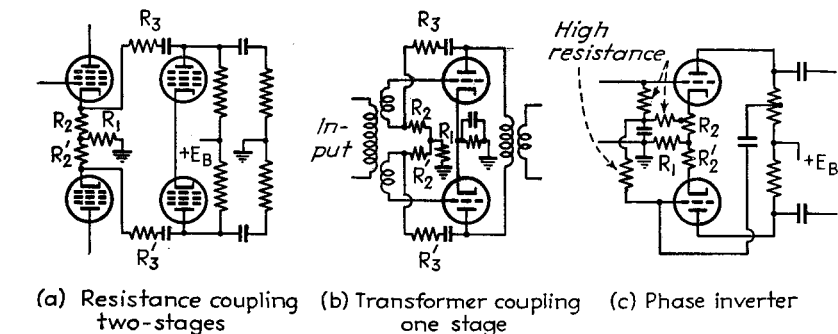 R3
R3
High
resistance
R2
R1
R2'
+EB
R3'
In-
put
R2
R1
R2'
R3'
R2
R1
R2'
+EB
(a) Resistance coupling
two-stages
(b) Transformer coupling
one stage
(c) Phase inverter